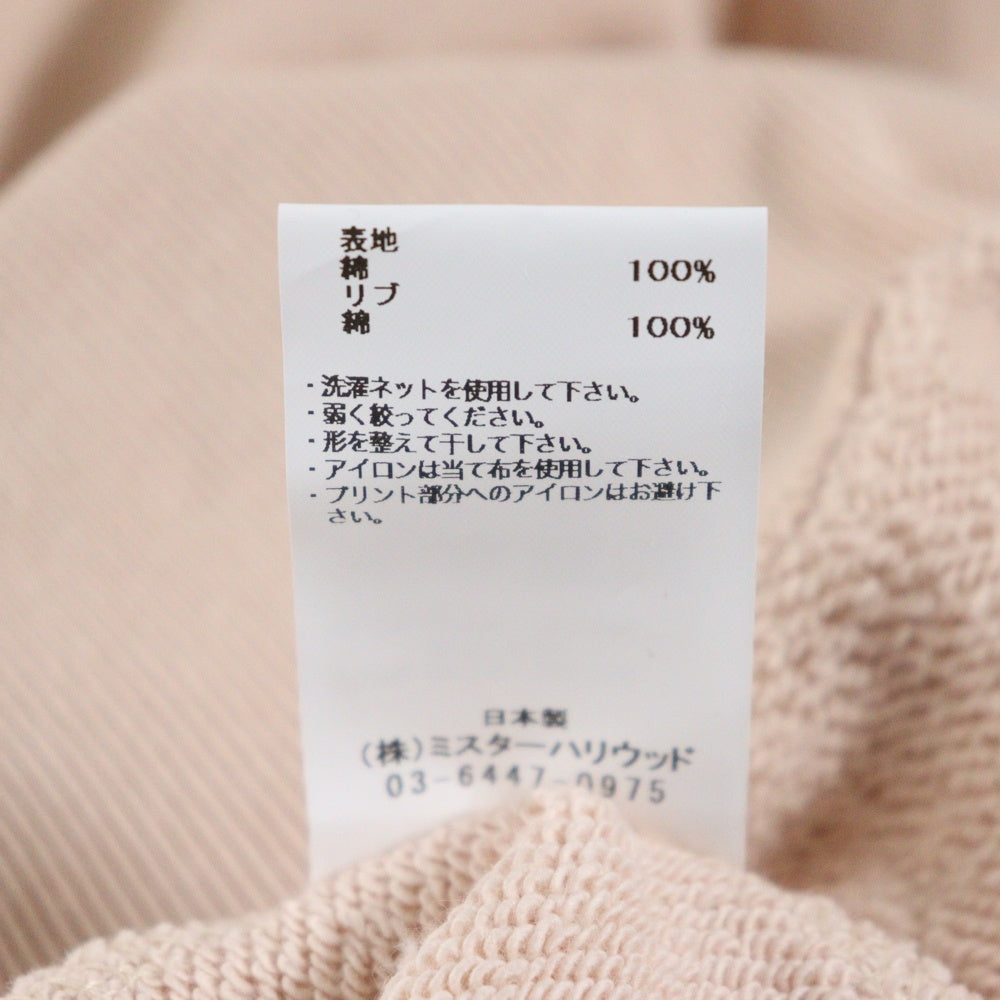 表地
綿 100%
リブ
綿 100%
・洗濯ネットを使用して下さい。
・弱く絞ってください。
・形を整えて干して下さい。
・アイロンは当て布を使用して下さい。
・プリント部分へのアイロンはお避け下
さい。
日本製
(株)ミスターハリウッド
03-6447-0975